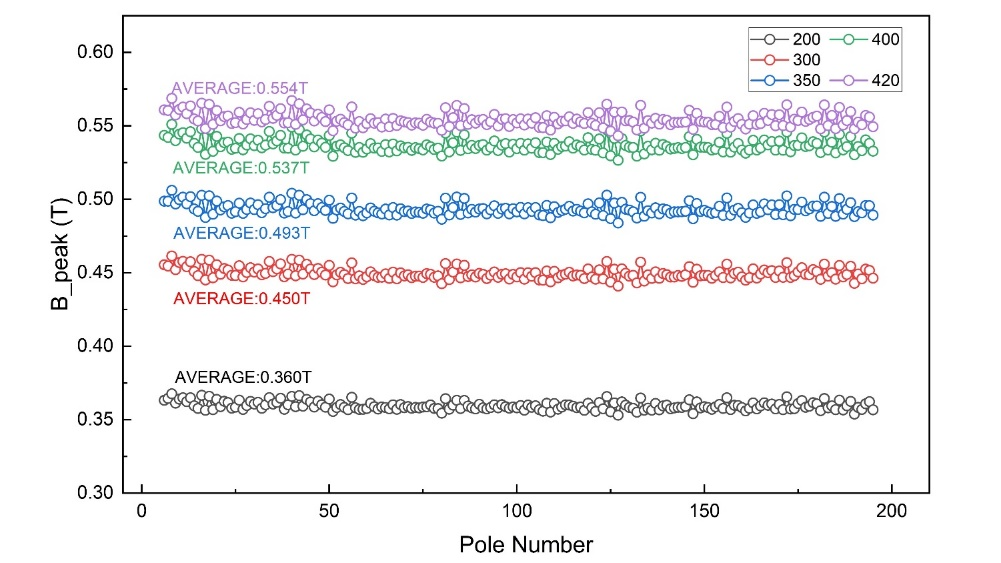 200 400
300
350 420
0.60
0.55
0.50
0.45
0.40
0.35
0.30
B_peak (T)
AVERAGE:0.554T
AVERAGE:0.537T
AVERAGE:0.493T
AVERAGE:0.450T
AVERAGE:0.360T
0 50 100 150 200
Pole Number